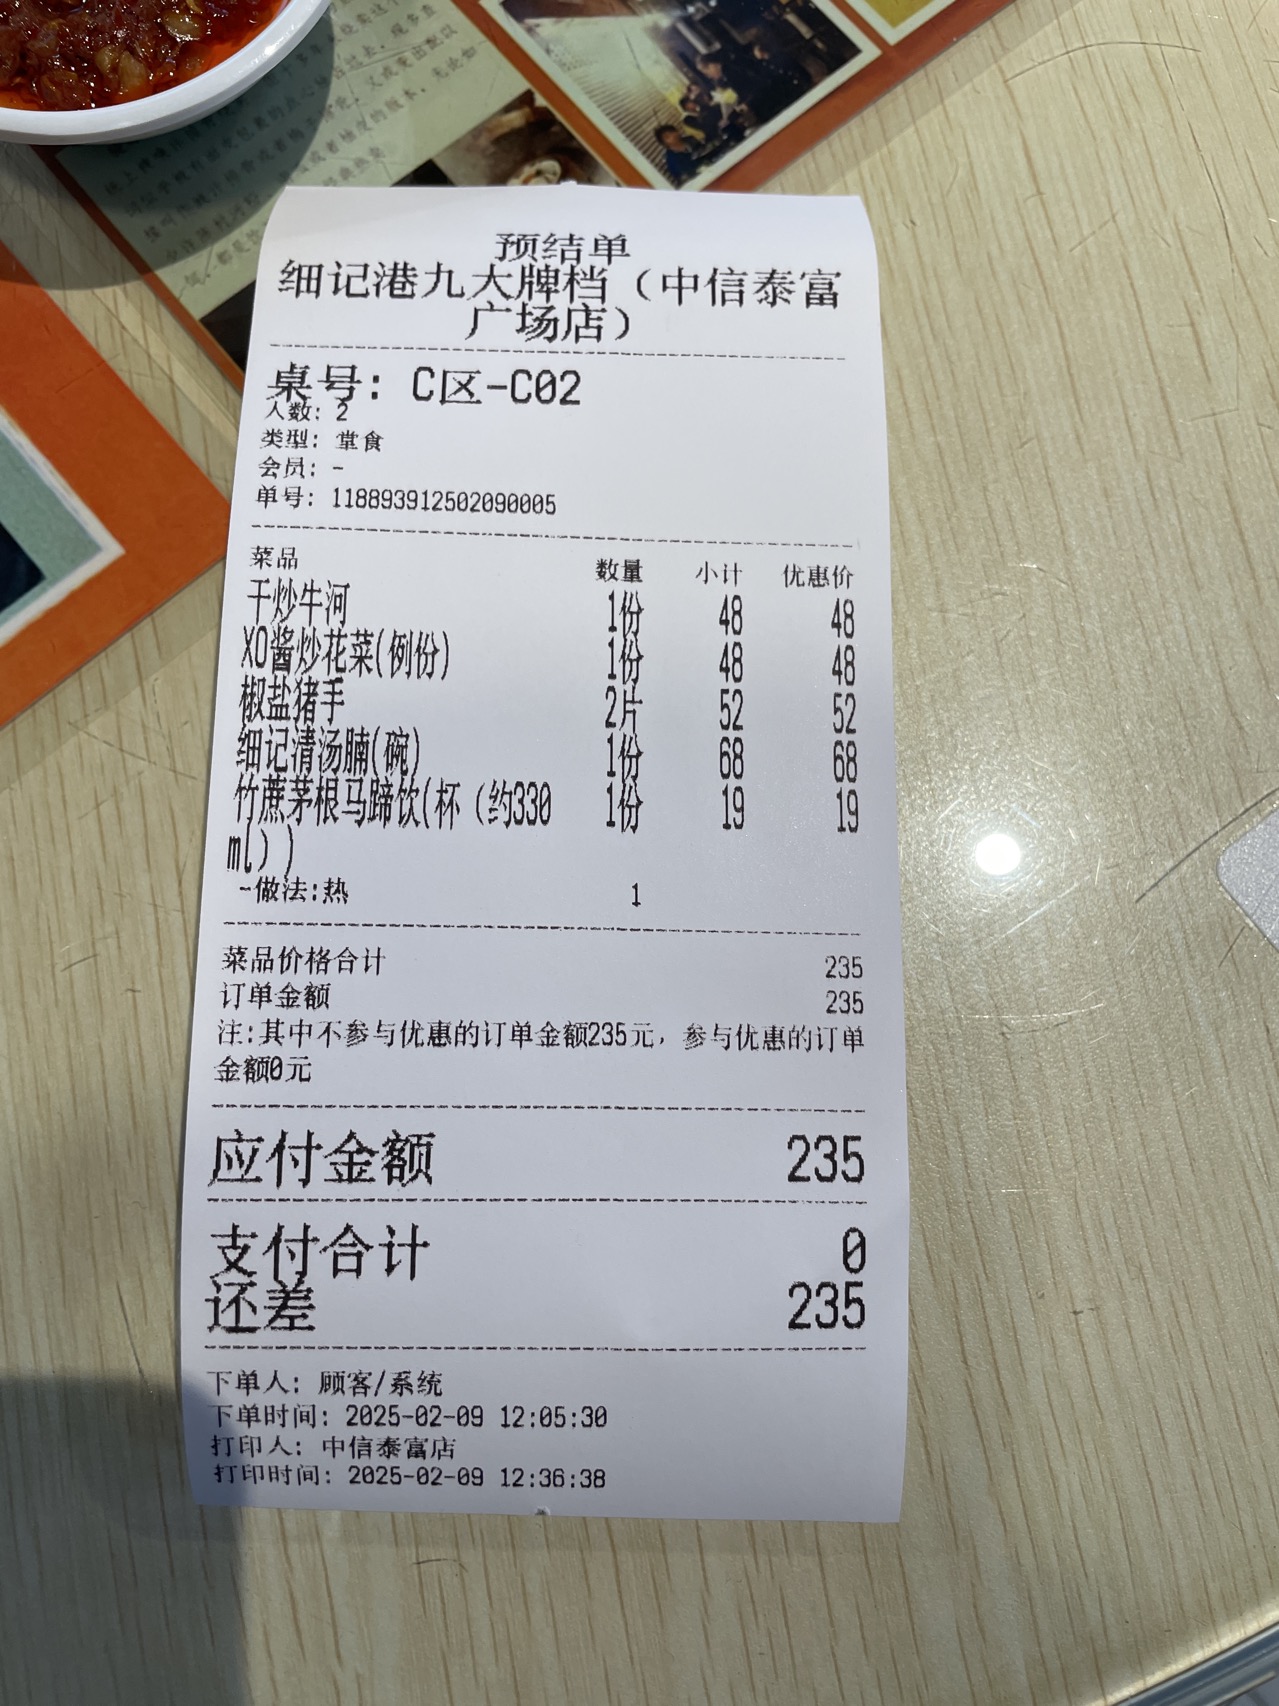 预结单
细记港九大牌档（中信泰富
广场店）
桌号: C区-C02
人数: 2
类型: 堂食
会员: -
单号: 118893912502090005
菜品 数量 小计 优惠价
干炒牛河 1份 48 48
XO酱炒花菜(例份) 1份 48 48
椒盐猪手 2片 52 52
细记清汤腩(碗) 1份 68 68
竹蔗茅根马蹄饮(杯（约330 1份 19 19
ml））
-做法:热 1
菜品价格合计 235
订单金额 235
注:其中不参与优惠的订单金额235元，参与优惠的订单
金额0元
应付金额 235
支付合计 0
还差 235
下单人: 顾客/系统
下单时间: 2025-02-09 12:05:30
打印人: 中信泰富店
打印时间: 2025-02-09 12:36:38